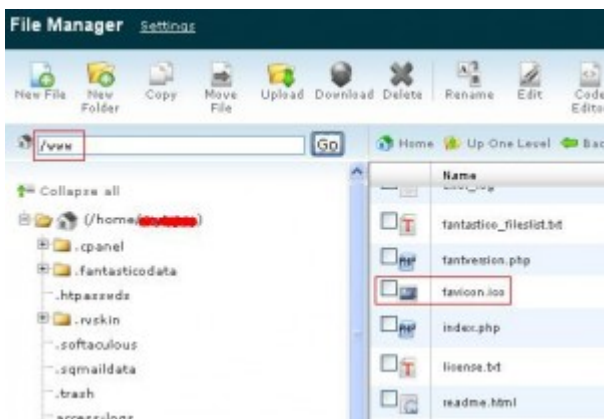 File Manager Settings
New File
New Folder
Copy
Move File
Upload
Download
Delete
Rename
Edit
Code
/www
Go
Home
Up One Level
Collapse all
Name
(/home/
)
.cpanel
fantastico_fileslist.txt
.fantasticodata
fantversion.php
.htpasswds
favicon.ico
.rvskin
index.php
.softaculous
.sqmaildata
license.txt
.trash
readme.html
access-logs